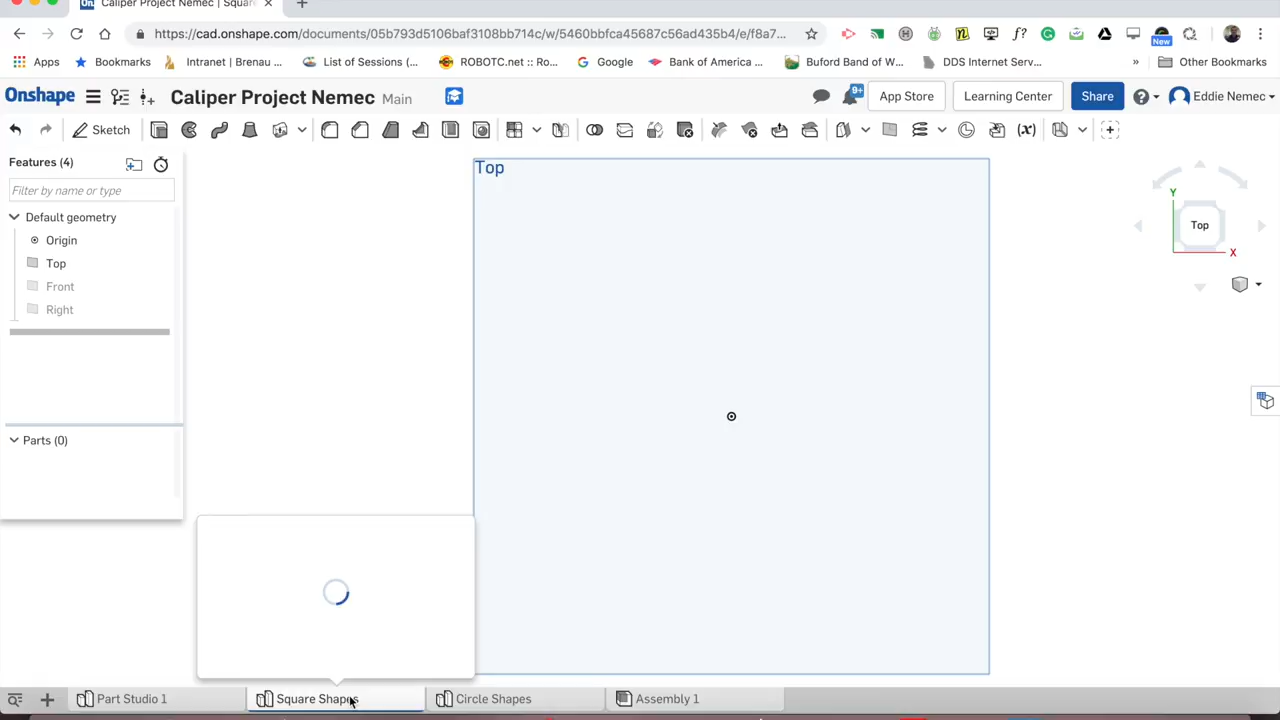 On Caliper Project Nemec | Squar
https://cad.onshape.com/documents/05b793d5106baf3108bb714c/w/5460bbfca45687c56ad435b4/e/f8a7...
New
Apps Bookmarks Intranet | Brenau ... List of Sessions (... ROBOTC.net :: Ro... Google Bank of America ... Buford Band of W... DDS Internet Serv... » Other Bookmarks
Onshape Caliper Project Nemec Main 9+ App Store Learning Center Share Eddie Nemec
Sketch (x)
Features (4)
Filter by name or type
Default geometry
Origin
Top
Front
Right
Parts (0)
Top
Y
Top
X
Part Studio 1 Square Shapes Circle Shapes Assembly 1